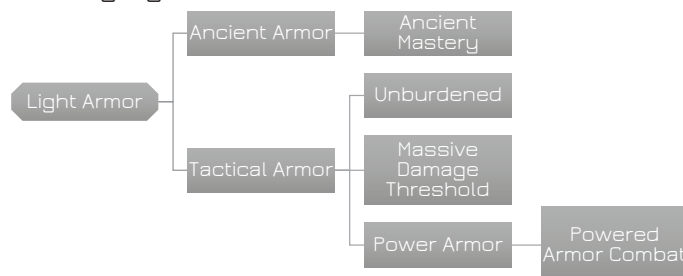 Ancient Armor
Ancient
Mastery
Light Armor
Unburdened
Tactical Armor
Massive
Damage
Threshold
Power Armor
Powered
Armor Combat